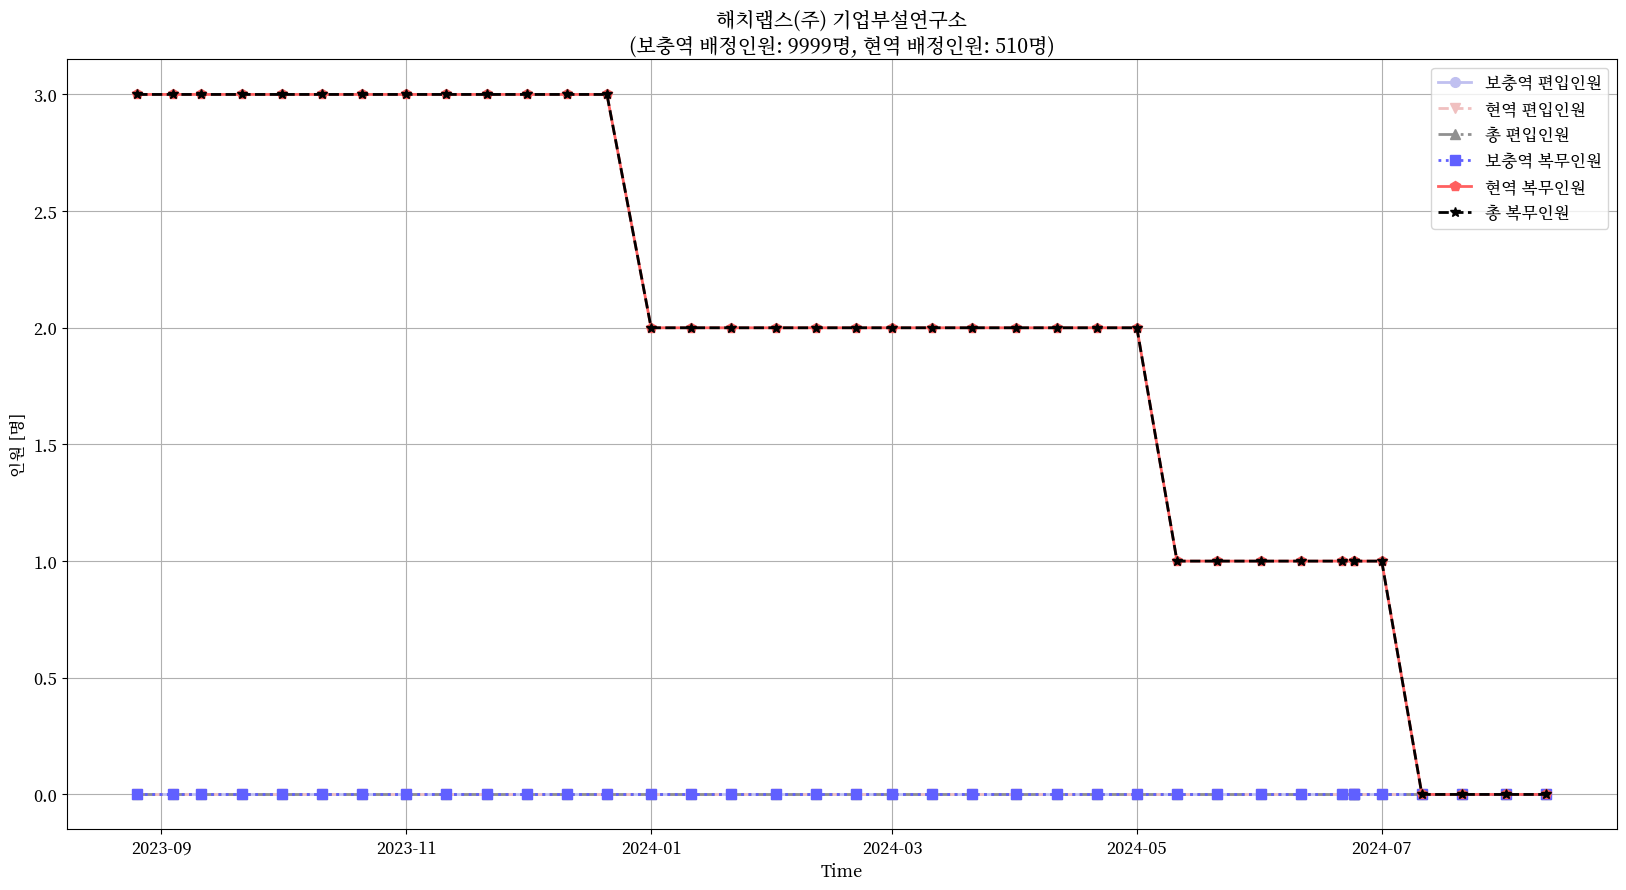 해치랩스(주) 기업부설연구소
(보충역 배정인원: 9999명, 현역 배정인원: 510명)
보충역 편입인원
현역 편입인원
총 편입인원
보충역 복무인원
현역 복무인원
총 복무인원
3.0
2.5
2.0
1.5
1.0
0.5
0.0
인원 [명]
2023-09
2023-11
2024-01
2024-03
2024-05
2024-07
Time